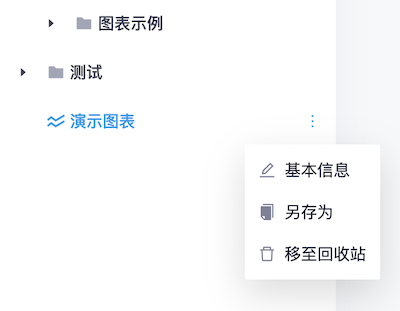 图表示例
测试
演示图表
基本信息
另存为
移至回收站